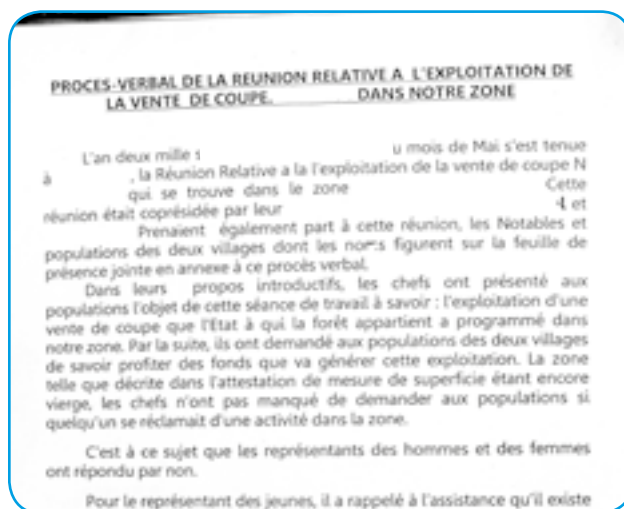 PROCES-VERBAL DE LA REUNION RELATIVE A L'EXPLOITATION DE
LA VENTE DE COUPE. DANS NOTRE ZONE
L'an deux mille s u mois de Mai s'est tenue
à , la Réunion Relative a la l'exploitation de la vente de coupe N
qui se trouve dans le zone Cette
réunion était coprésidée par leur et
Prenaient également part à cette réunion, les Notables et
populations des deux villages dont les noms figurent sur la feuille de
présence jointe en annexe à ce procès verbal.
Dans leurs propos introductifs, les chefs ont présenté aux
populations l'objet de cette séance de travail à savoir : l'exploitation d'une
vente de coupe que l'Etat à qui la forêt appartient a programmé dans
notre zone. Par la suite, ils ont demandé aux populations des deux villages
de savoir profiter des fonds que va générer cette exploitation. La zone
telle que décrite dans l'attestation de mesure de superficie étant encore
vierge, les chefs n'ont pas manqué de demander aux populations si
quelqu'un se réclamait d'une activité dans la zone.
C'est à ce sujet que les représentants des hommes et des femmes
ont répondu par non.
Pour le représentant des jeunes, il a rappelé à l'assistance qu'il existe